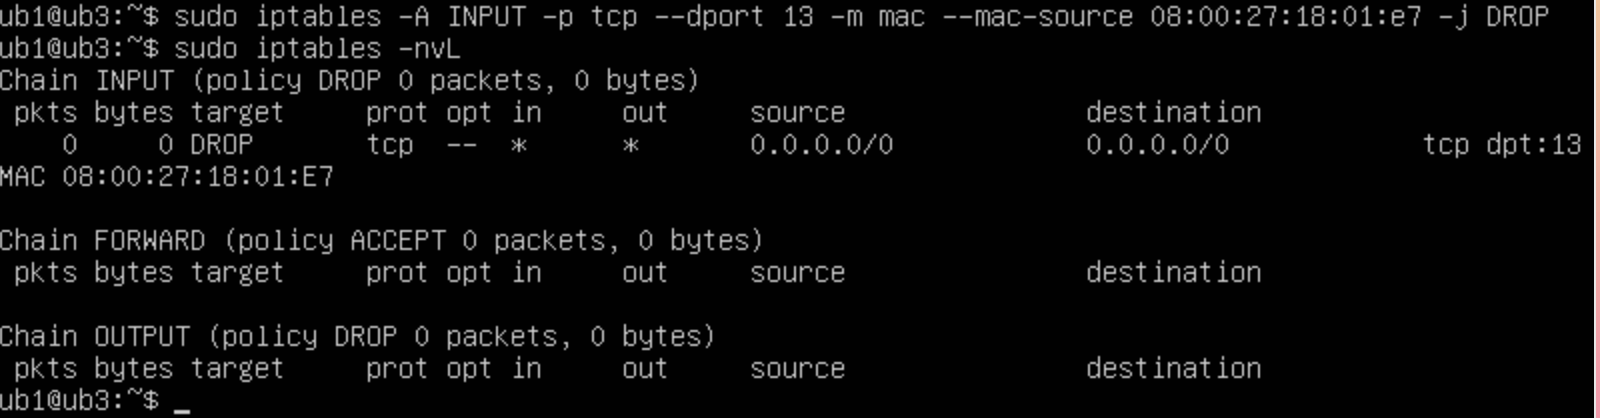 ub1@ub3:~$ sudo iptables -A INPUT -p tcp --dport 13 -m mac --mac-source 08:00:27:18:01:e7 -j DROP
ub1@ub3:~$ sudo iptables -nvL
Chain INPUT (policy DROP 0 packets, 0 bytes)
 pkts bytes target     prot opt in     out     source               destination
    0     0 DROP       tcp  --  *      *       0.0.0.0/0            0.0.0.0/0            tcp dpt:13
MAC 08:00:27:18:01:E7

Chain FORWARD (policy ACCEPT 0 packets, 0 bytes)
 pkts bytes target     prot opt in     out     source               destination

Chain OUTPUT (policy DROP 0 packets, 0 bytes)
 pkts bytes target     prot opt in     out     source               destination
ub1@ub3:~$ _